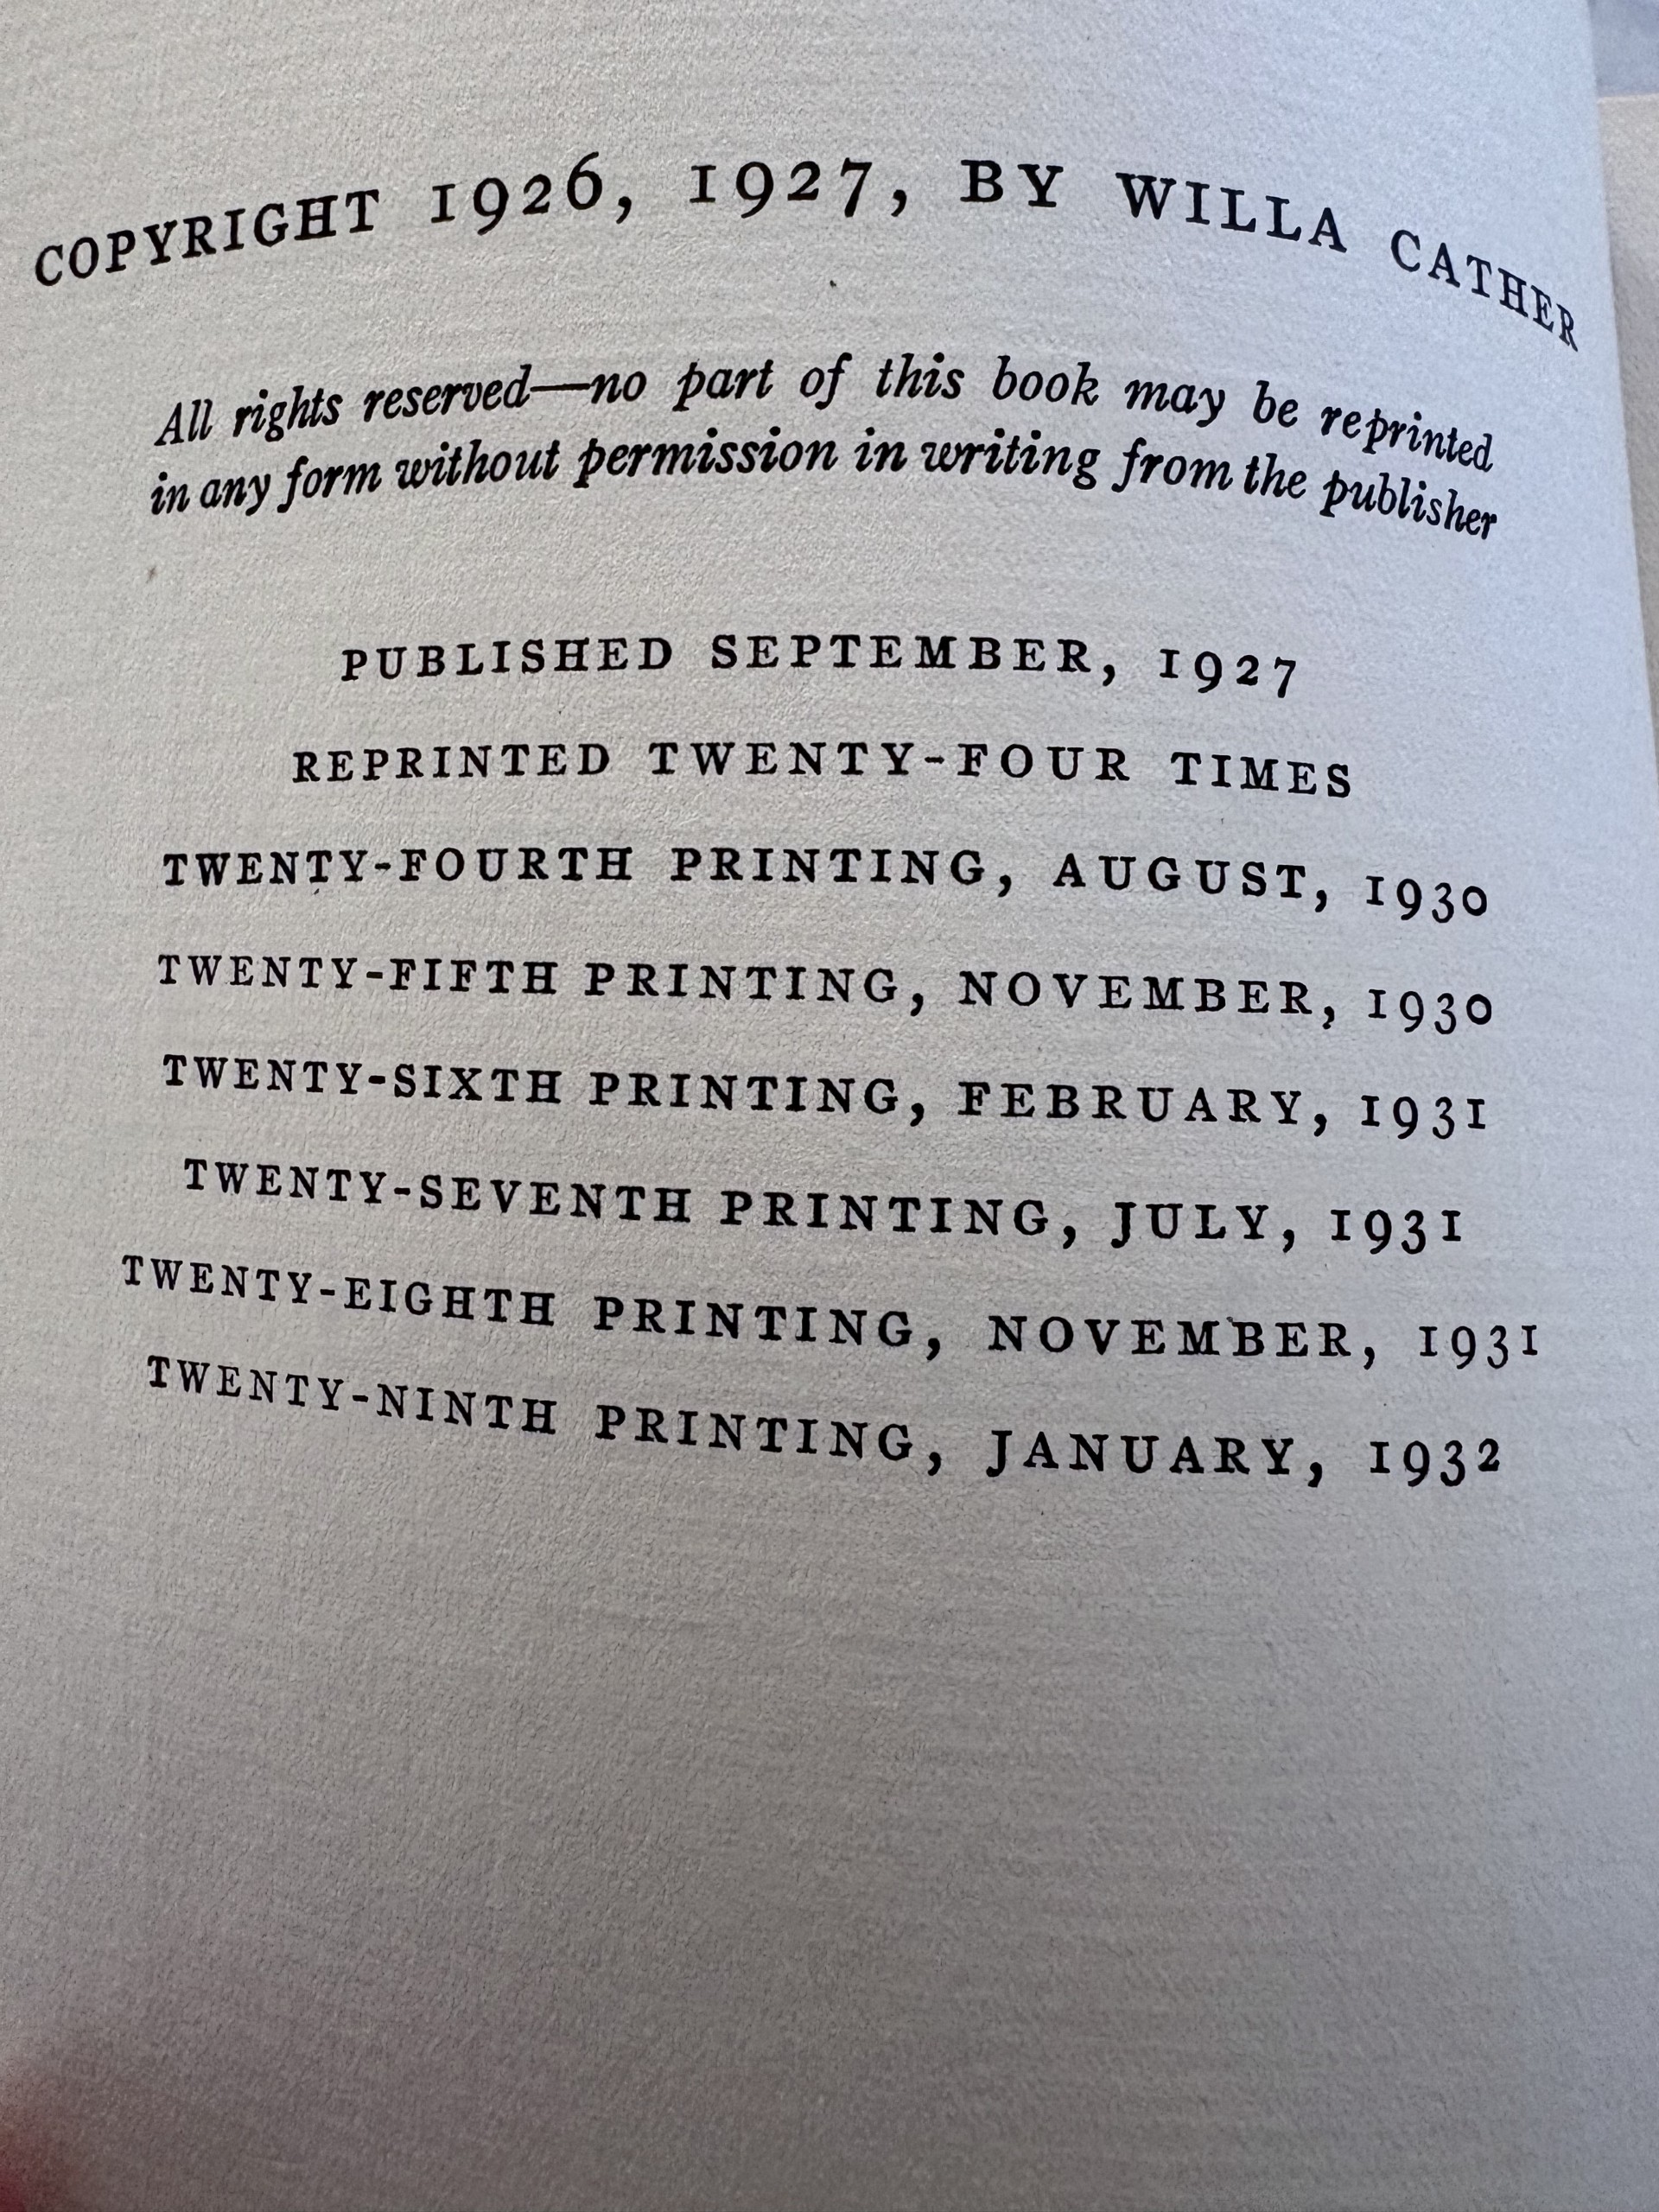 COPYRIGHT 1926, 1927, BY WILLA CATHER
All rights reserved—no part of this book may be reprinted
in any form without permission in writing from the publisher
PUBLISHED SEPTEMBER, 1927
REPRINTED TWENTY-FOUR TIMES
TWENTY-FOURTH PRINTING, AUGUST, 1930
TWENTY-FIFTH PRINTING, NOVEMBER, 1930
TWENTY-SIXTH PRINTING, FEBRUARY, 1931
TWENTY-SEVENTH PRINTING, JULY, 1931
TWENTY-EIGHTH PRINTING, NOVEMBER, 1931
TWENTY-NINTH PRINTING, JANUARY, 1932